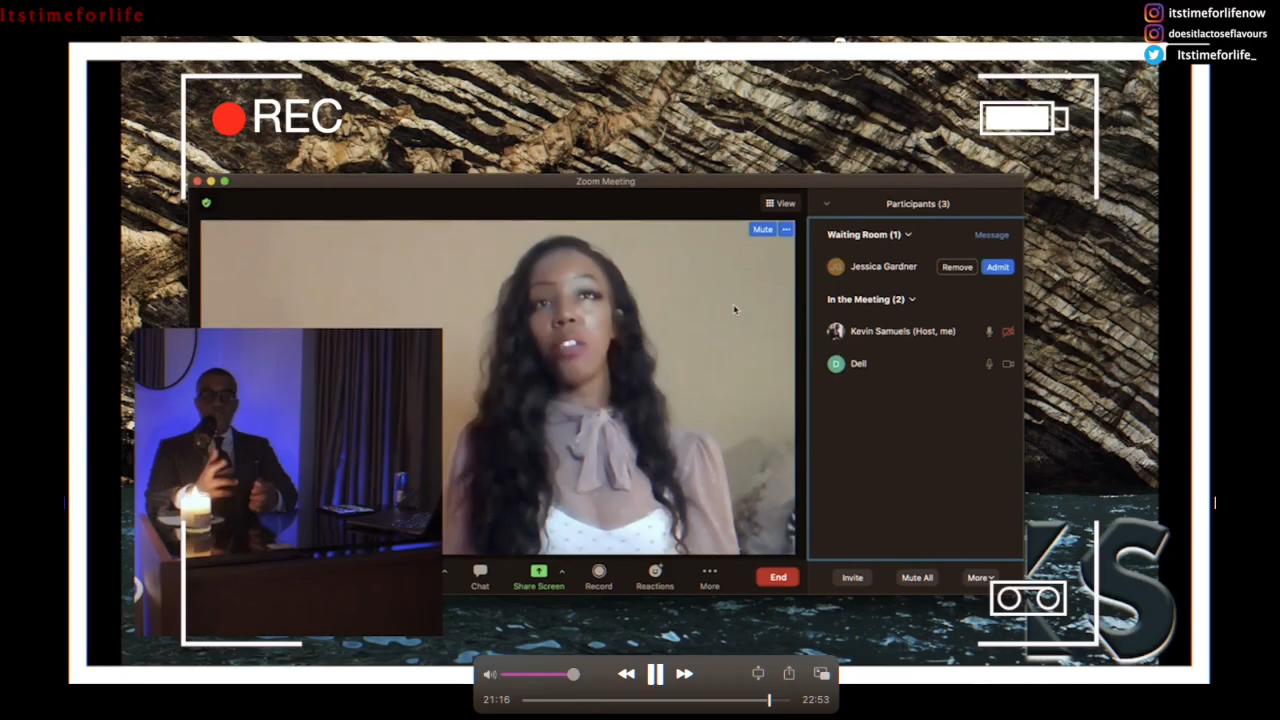 Itstimeforlife
itstimeforlifenow
doesitlactoseflavours
Itstimeforlife_
REC
Zoom Meeting
View
Participants (3)
Mute
Waiting Room (1)
Message
Jessica Gardner
Remove
Admit
In the Meeting (2)
Kevin Samuels (Host, me)
D
Dell
Chat
Share Screen
Record
Reactions
More
End
Invite
Mute All
More
KS
21:16
22:53